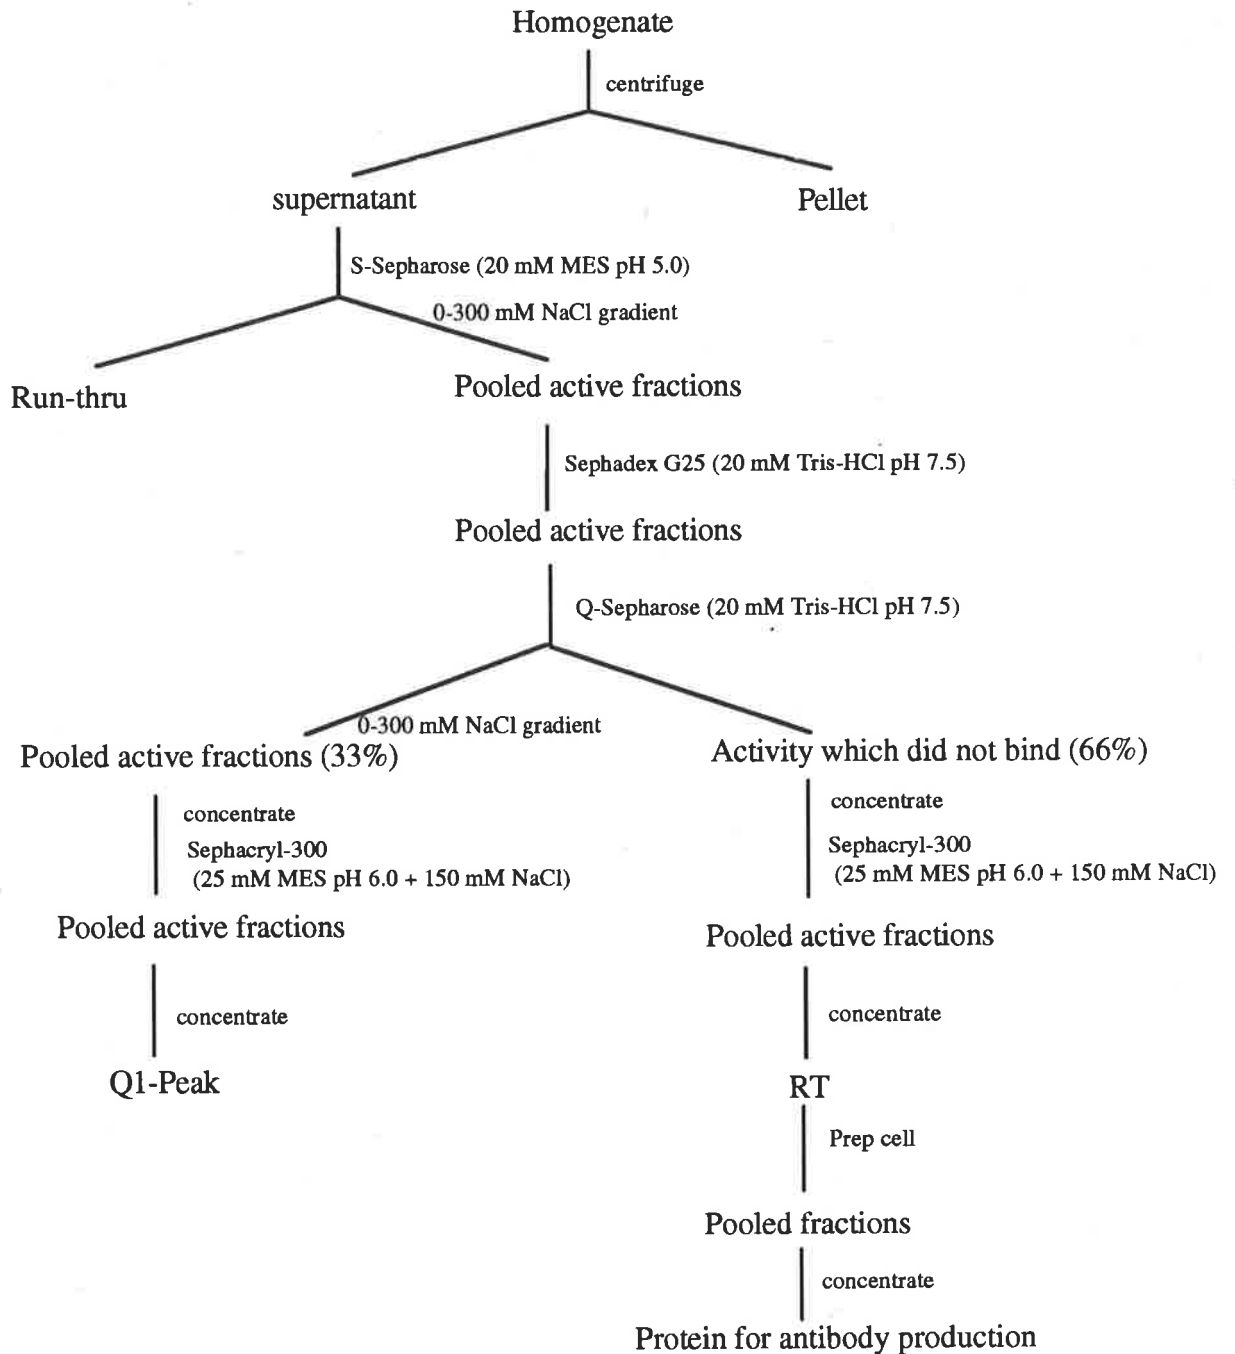 Homogenate
centrifuge
supernatant
Pellet
S-Sepharose (20 mM MES pH 5.0)
0-300 mM NaCl gradient
Run-thru
Pooled active fractions
Sephadex G25 (20 mM Tris-HCl pH 7.5)
Pooled active fractions
Q-Sepharose (20 mM Tris-HCl pH 7.5)
0-300 mM NaCl gradient
Pooled active fractions (33%)
Activity which did not bind (66%)
concentrate
Sephacryl-300
(25 mM MES pH 6.0 + 150 mM NaCl)
concentrate
Sephacryl-300
(25 mM MES pH 6.0 + 150 mM NaCl)
Pooled active fractions
Pooled active fractions
concentrate
concentrate
Q1-Peak
RT
Prep cell
Pooled fractions
concentrate
Protein for antibody production